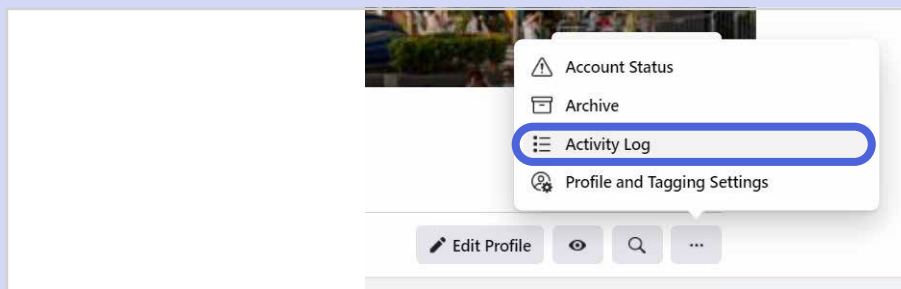 Account Status
Archive
Activity Log
Profile and Tagging Settings
Edit Profile